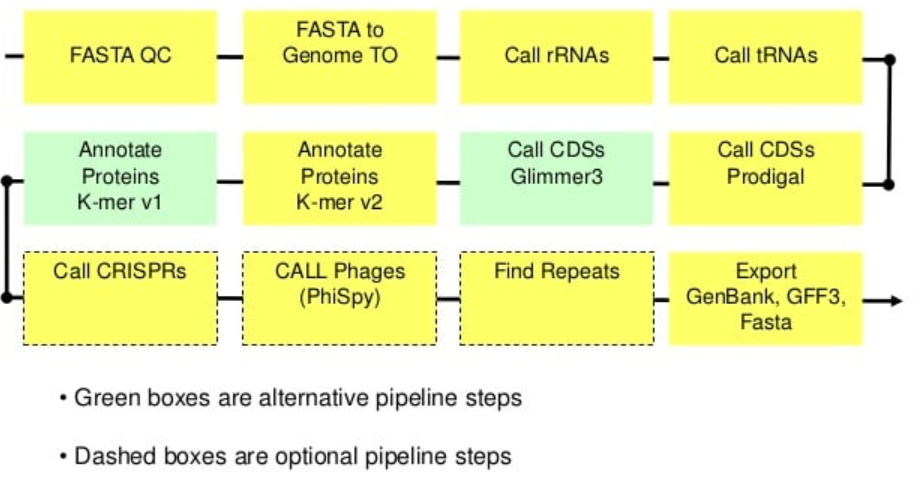 FASTA QC
FASTA to
Genome TO
Call rRNAs
Call tRNAs
Annotate
Proteins
K-mer v1
Annotate
Proteins
K-mer v2
Call CDSs
Glimmer3
Call CDSs
Prodigal
Call CRISPRs
CALL Phages
(PhiSpy)
Find Repeats
Export
GenBank, GFF3,
Fasta
• Green boxes are alternative pipeline steps
• Dashed boxes are optional pipeline steps